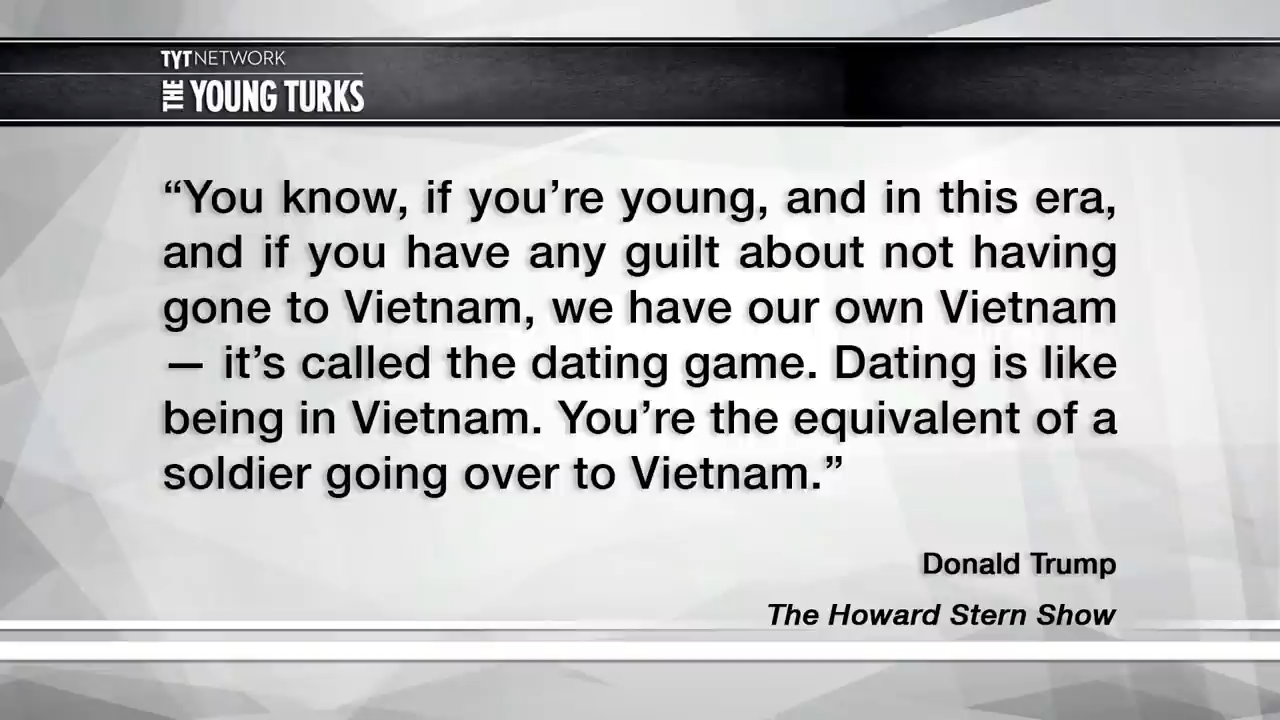 TYT NETWORK
THE YOUNG TURKS
“You know, if you’re young, and in this era,
and if you have any guilt about not having
gone to Vietnam, we have our own Vietnam
— it’s called the dating game. Dating is like
being in Vietnam. You’re the equivalent of a
soldier going over to Vietnam.”
Donald Trump
The Howard Stern Show